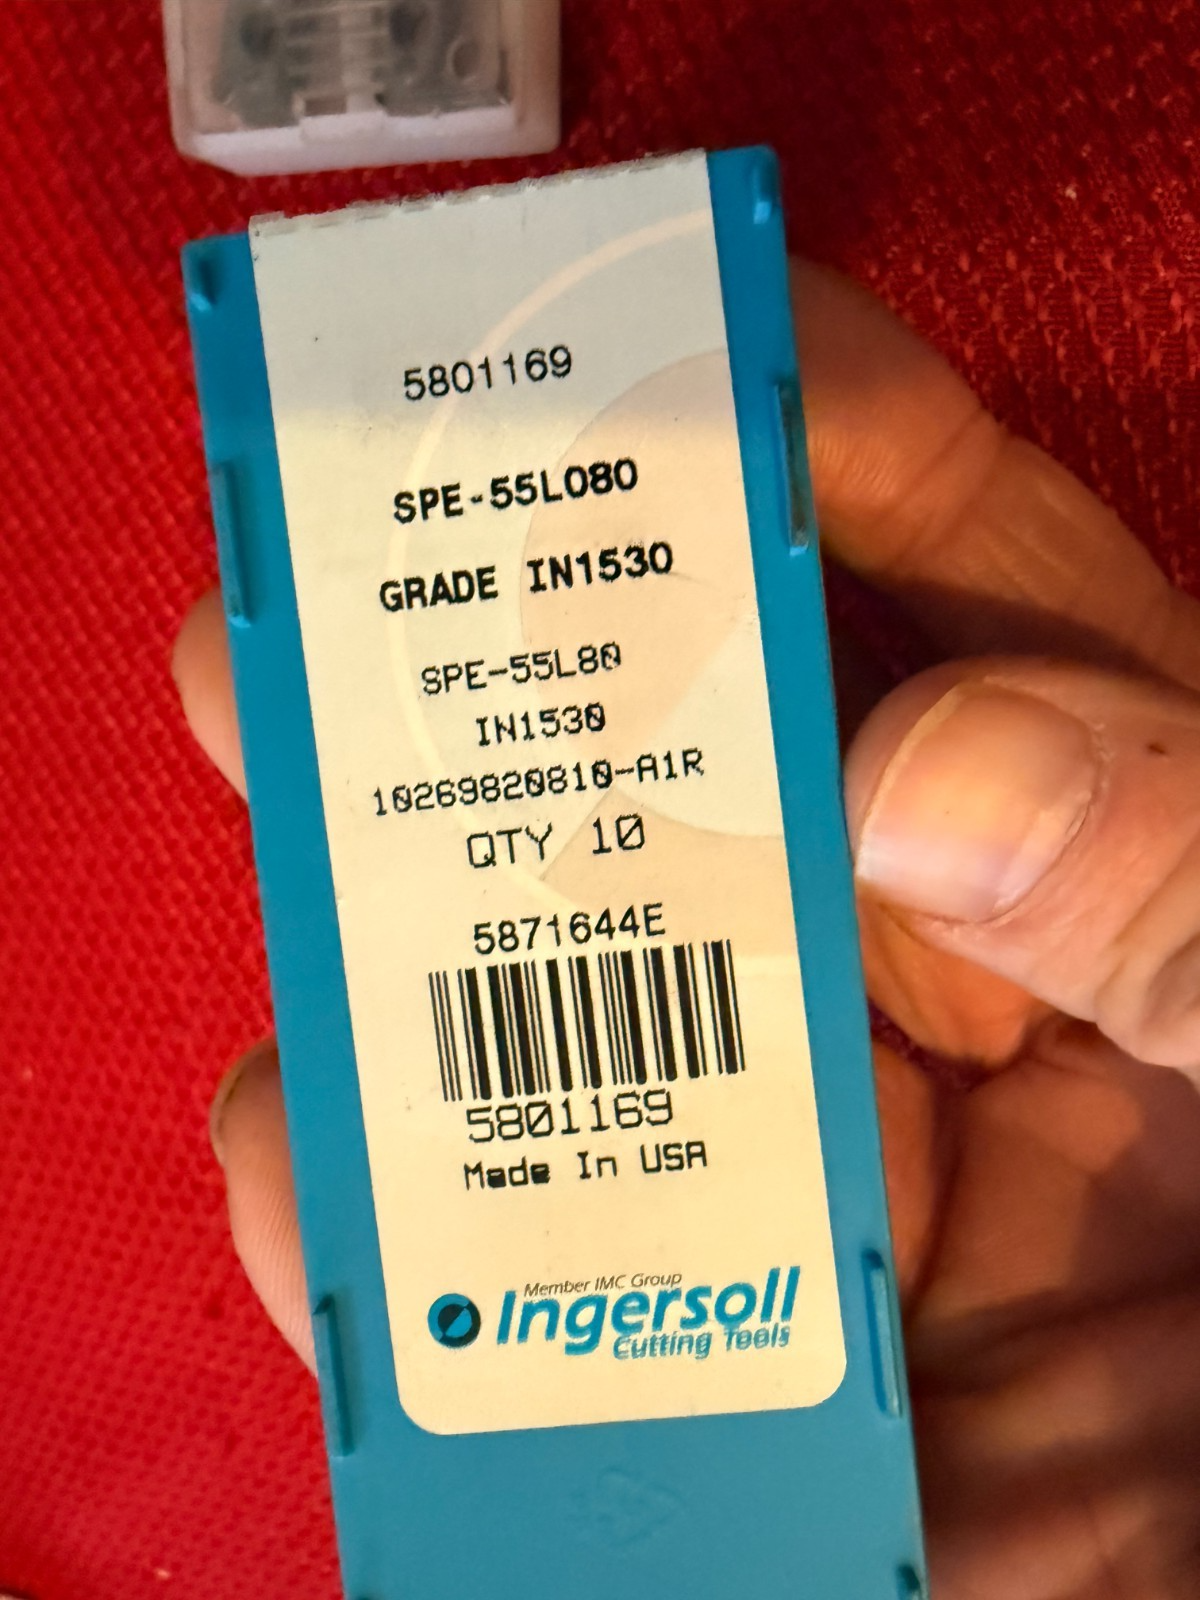 5801169
SPE-55L080
GRADE IN1530
SPE-55L80
IN1530
10269820810-A1R
QTY 10
5871644E
5801169
Made In USA
Member IMC Group
Ingersoll
Cutting Tools